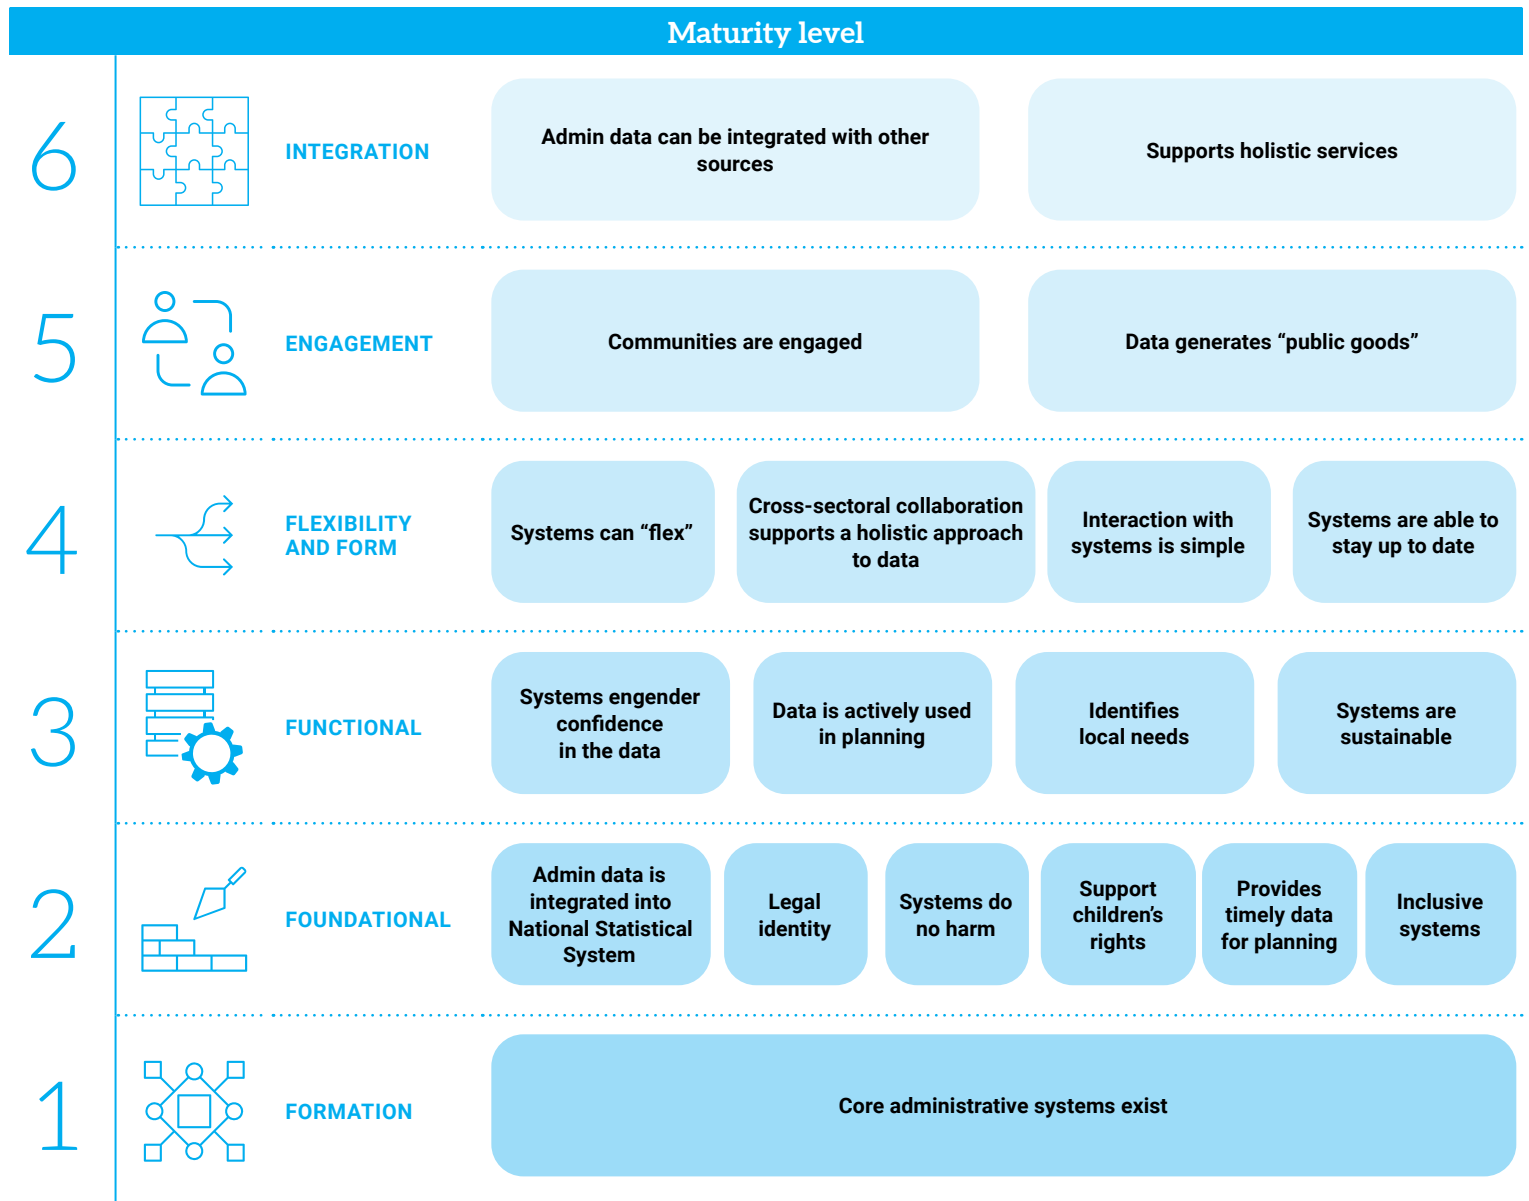 Maturity level
6
INTEGRATION
Admin data can be integrated with other
sources
Supports holistic services
5
ENGAGEMENT
Communities are engaged
Data generates “public goods”
4
FLEXIBILITY
AND FORM
Systems can “flex”
Cross-sectoral collaboration
supports a holistic approach
to data
Interaction with
systems is simple
Systems are able to
stay up to date
3
FUNCTIONAL
Systems engender
confidence
in the data
Data is actively used
in planning
Identifies
local needs
Systems are
sustainable
2
FOUNDATIONAL
Admin data is
integrated into
National Statistical
System
Legal
identity
Systems do
no harm
Support
children’s
rights
Provides
timely data
for planning
Inclusive
systems
1
FORMATION
Core administrative systems exist